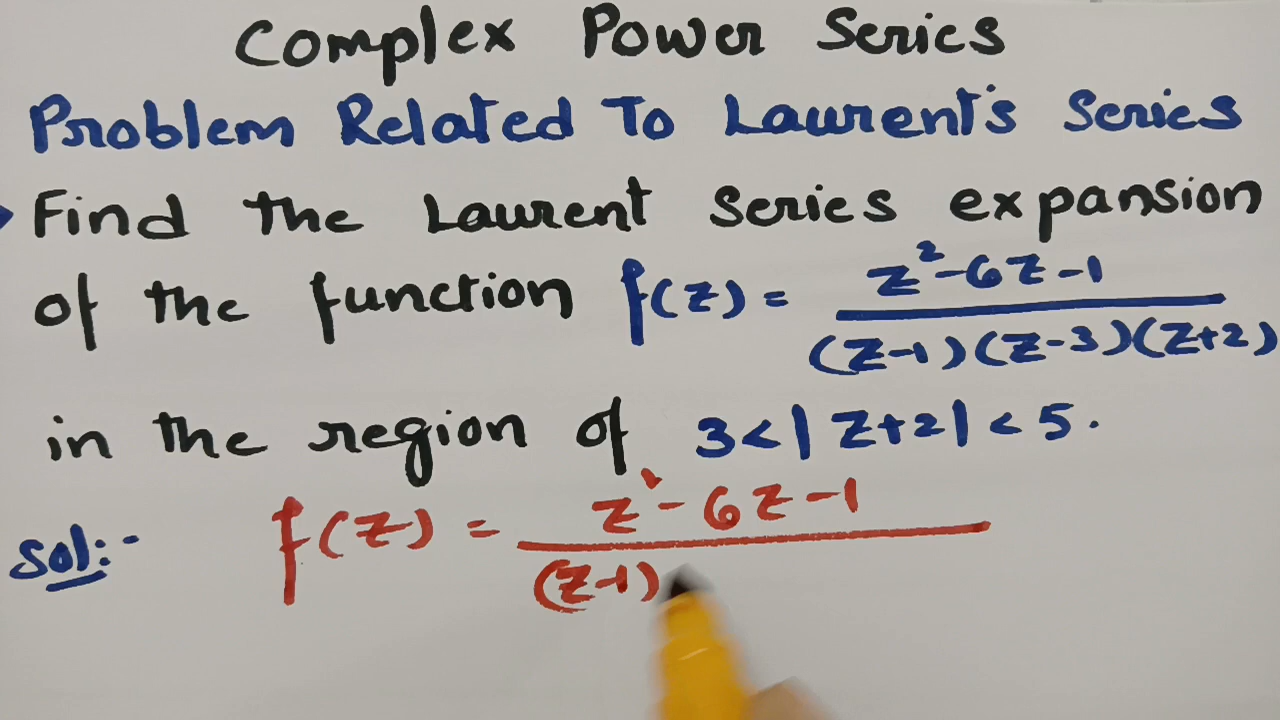 Complex Power Series
Problem Related To Laurent's Series
Find the Laurent series expansion
of the function f(z) = z²-6z-1 / (z-1)(z-3)(z+2)
in the region of 3<|z+2|<5.
Sol:- f(z) = z²-6z-1 / (z-1)